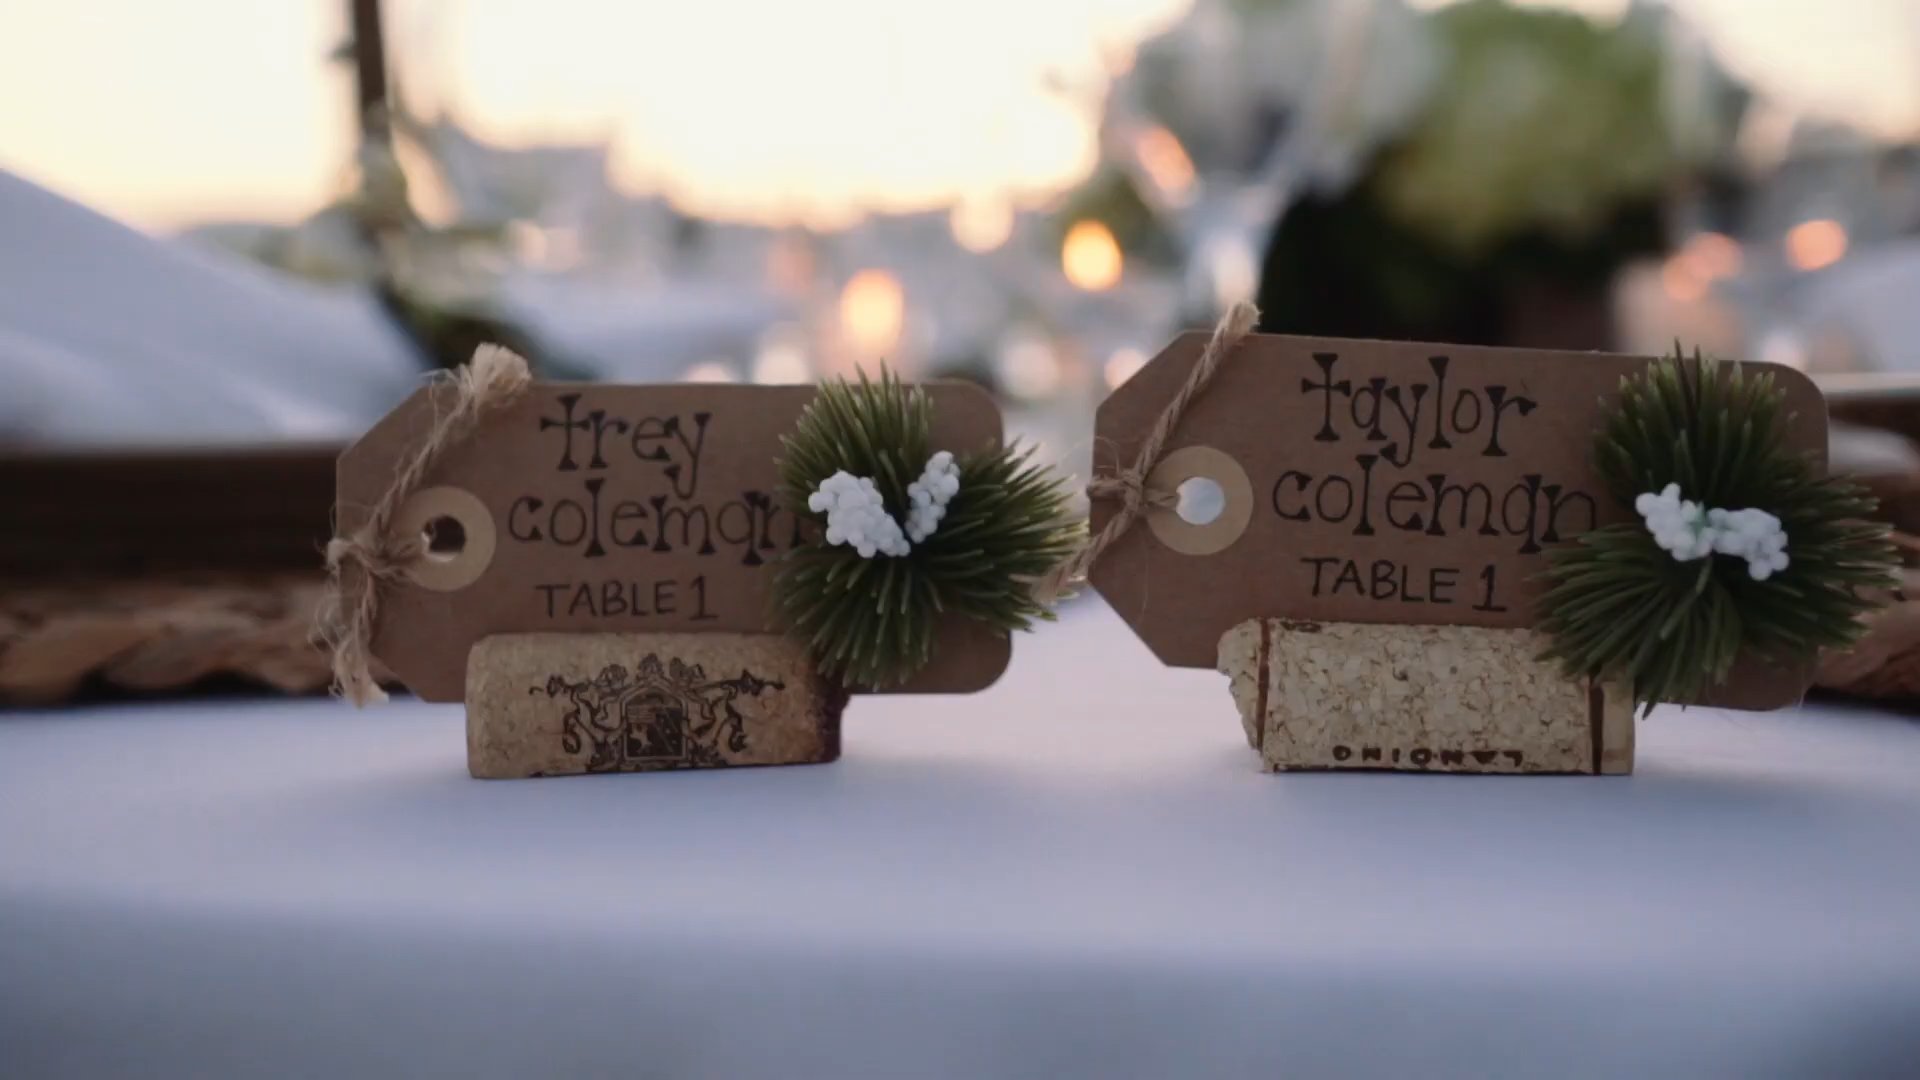 trey
coleman
TABLE 1
taylor
coleman
TABLE 1